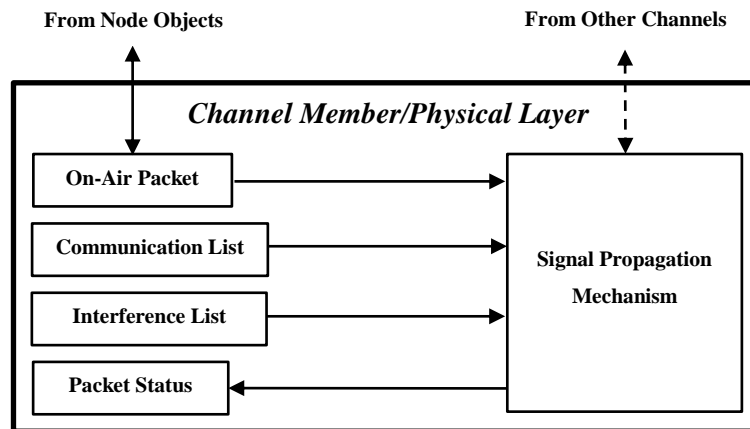 From Node Objects
From Other Channels
Channel Member/Physical Layer
On-Air Packet
Communication List
Interference List
Packet Status
Signal Propagation
Mechanism